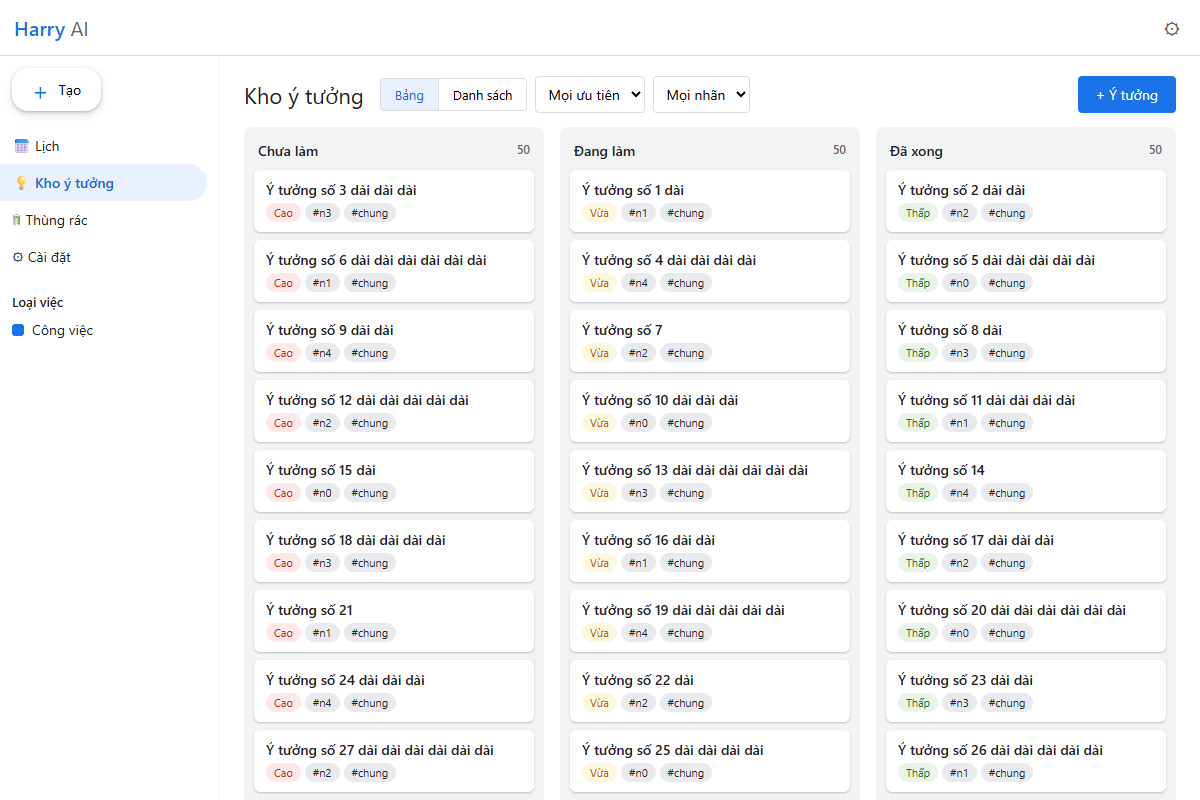 Harry AI
+ Tạo
Lịch
Kho ý tưởng
Thùng rác
Cài đặt
Loại việc
Công việc
Kho ý tưởng Bảng Danh sách Mọi ưu tiên Mọi nhãn + Ý tưởng
Chưa làm 50
Ý tưởng số 3 dài dài dài
Cao #n3 #chung
Ý tưởng số 6 dài dài dài dài dài dài
Cao #n1 #chung
Ý tưởng số 9 dài dài
Cao #n4 #chung
Ý tưởng số 12 dài dài dài dài dài
Cao #n2 #chung
Ý tưởng số 15 dài
Cao #n0 #chung
Ý tưởng số 18 dài dài dài dài
Cao #n3 #chung
Ý tưởng số 21
Cao #n1 #chung
Ý tưởng số 24 dài dài dài
Cao #n4 #chung
Ý tưởng số 27 dài dài dài dài dài dài
Cao #n2 #chung
Đang làm 50
Ý tưởng số 1 dài
Vừa #n1 #chung
Ý tưởng số 4 dài dài dài dài
Vừa #n4 #chung
Ý tưởng số 7
Vừa #n2 #chung
Ý tưởng số 10 dài dài dài
Vừa #n0 #chung
Ý tưởng số 13 dài dài dài dài dài dài
Vừa #n3 #chung
Ý tưởng số 16 dài dài
Vừa #n1 #chung
Ý tưởng số 19 dài dài dài dài dài
Vừa #n4 #chung
Ý tưởng số 22 dài
Vừa #n2 #chung
Ý tưởng số 25 dài dài dài dài
Vừa #n0 #chung
Đã xong 50
Ý tưởng số 2 dài dài
Thấp #n2 #chung
Ý tưởng số 5 dài dài dài dài dài
Thấp #n0 #chung
Ý tưởng số 8 dài
Thấp #n3 #chung
Ý tưởng số 11 dài dài dài dài
Thấp #n1 #chung
Ý tưởng số 14
Thấp #n4 #chung
Ý tưởng số 17 dài dài dài
Thấp #n2 #chung
Ý tưởng số 20 dài dài dài dài dài dài
Thấp #n0 #chung
Ý tưởng số 23 dài dài
Thấp #n3 #chung
Ý tưởng số 26 dài dài dài dài dài
Thấp #n1 #chung